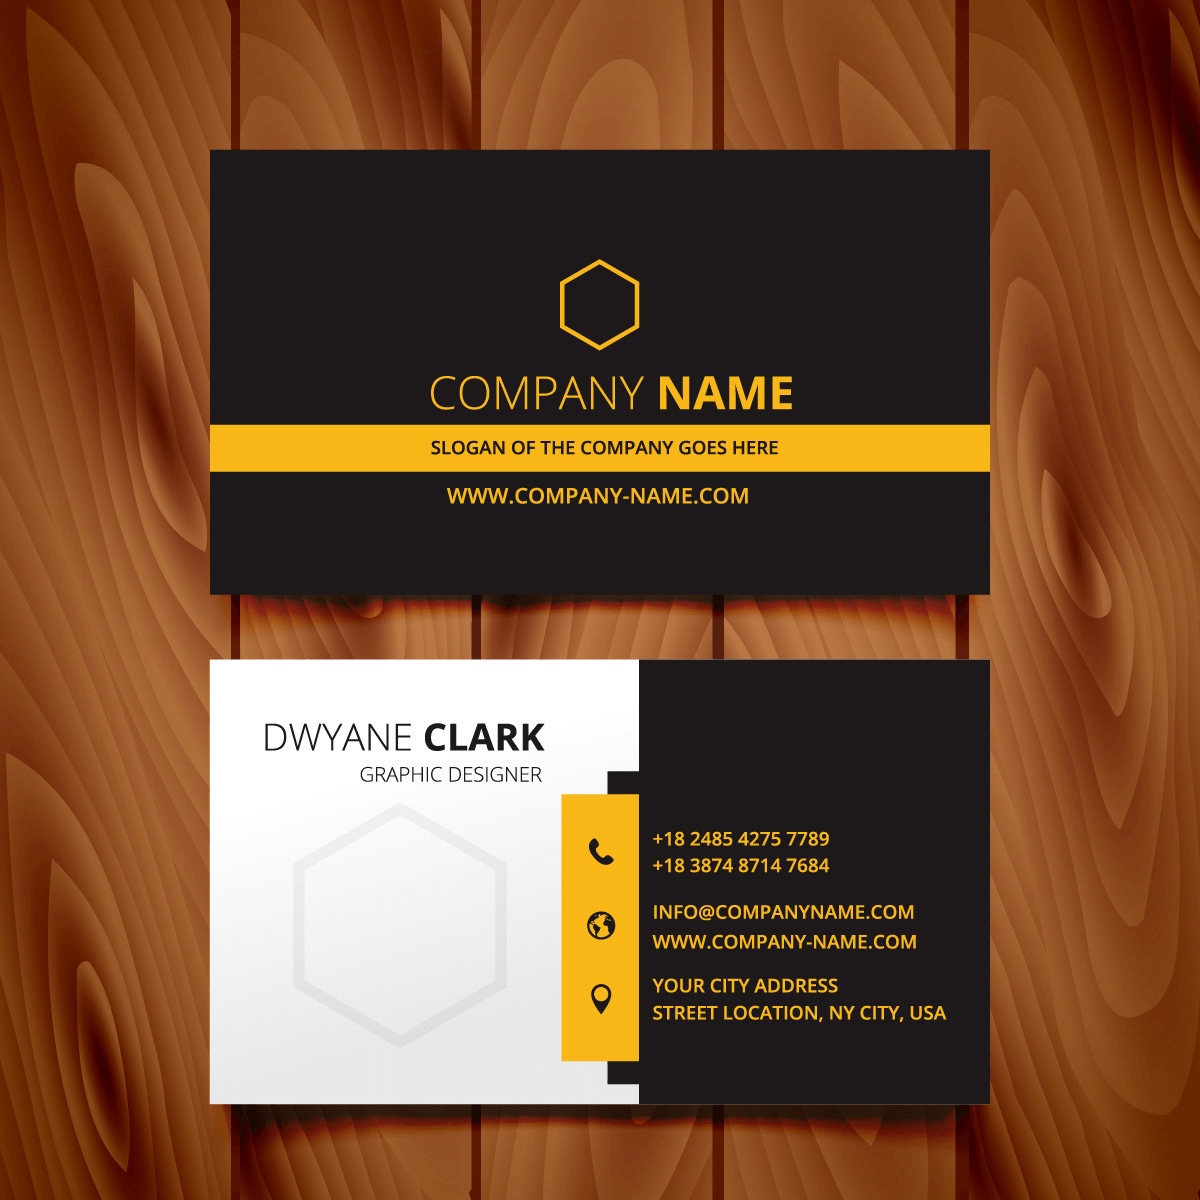 COMPANY NAME
SLOGAN OF THE COMPANY GOES HERE
WWW.COMPANY-NAME.COM
DWYANE CLARK
GRAPHIC DESIGNER
+18 2485 4275 7789
+18 3874 8714 7684
INFO@COMPANYNAME.COM
WWW.COMPANY-NAME.COM
YOUR CITY ADDRESS
STREET LOCATION, NY CITY, USA